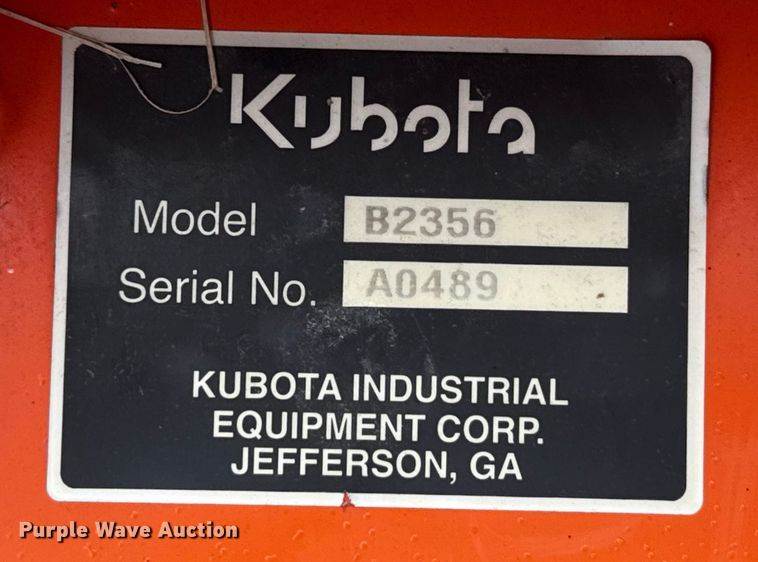 Kubota
Model B2356
Serial No. A0489
KUBOTA INDUSTRIAL
EQUIPMENT CORP.
JEFFERSON, GA
Purple Wave Auction